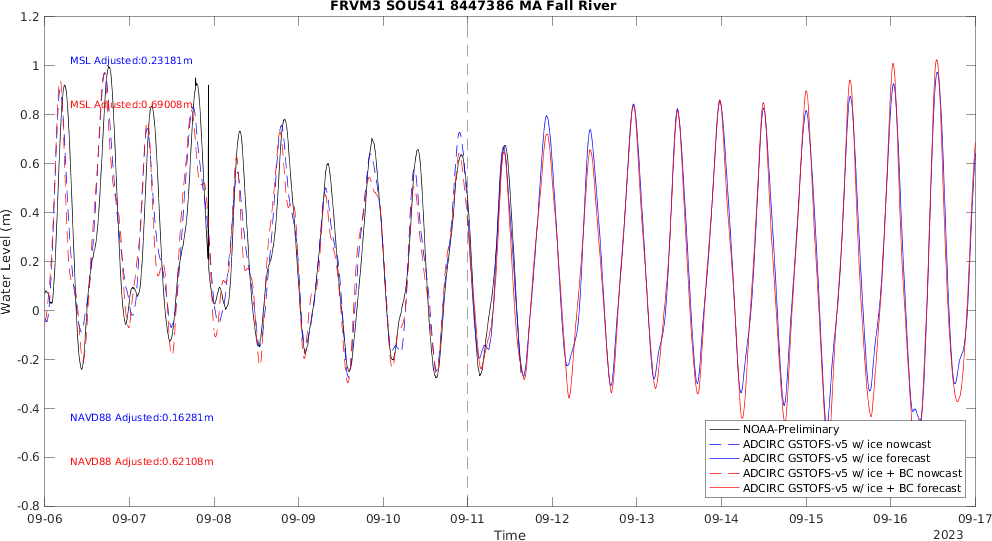 FRVM3 SOUS41 8447386 MA Fall River
1.2
1
0.8
0.6
0.4
0.2
0
-0.2
-0.4
-0.6
-0.8
Water Level (m)
MSL Adjusted:0.23181m
MSL Adjusted:0.69008m
NAVD88 Adjusted:0.16281m
NAVD88 Adjusted:0.62108m
NOAA-Preliminary
ADCIRC GSTOFS-v5 w/ ice nowcast
ADCIRC GSTOFS-v5 w/ ice forecast
ADCIRC GSTOFS-v5 w/ ice + BC nowcast
ADCIRC GSTOFS-v5 w/ ice + BC forecast
09-06 09-07 09-08 09-09 09-10 09-11 09-12 09-13 09-14 09-15 09-16 09-17
Time
2023